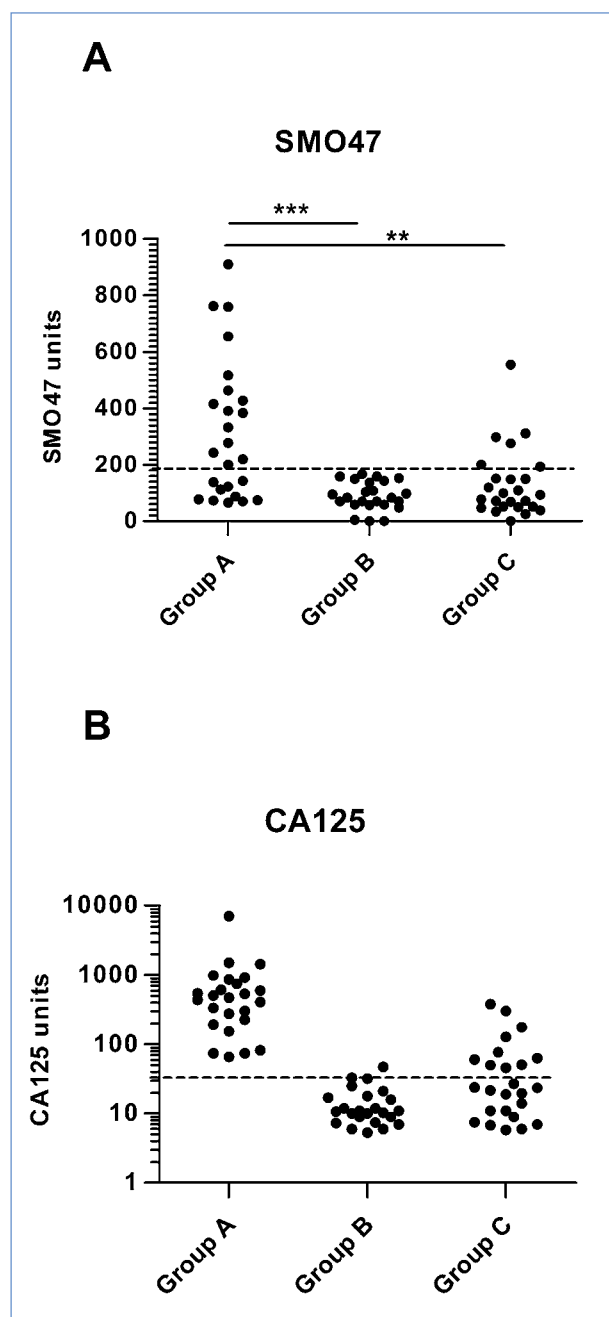 A
SMO47
***
**
1000
800
600
400
200
0
SMO47 units
Group A
Group B
Group C
B
CA125
10000
1000
100
10
1
CA125 units
Group A
Group B
Group C